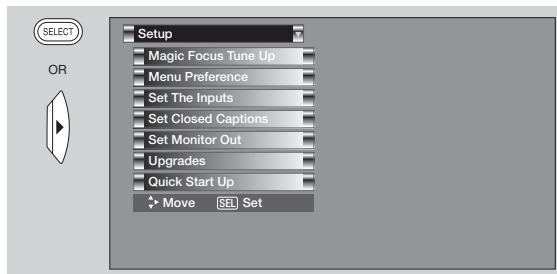 SELECT
OR
Setup
Magic Focus Tune Up
Menu Preference
Set The Inputs
Set Closed Captions
Set Monitor Out
Upgrades
Quick Start Up
Move SEL Set